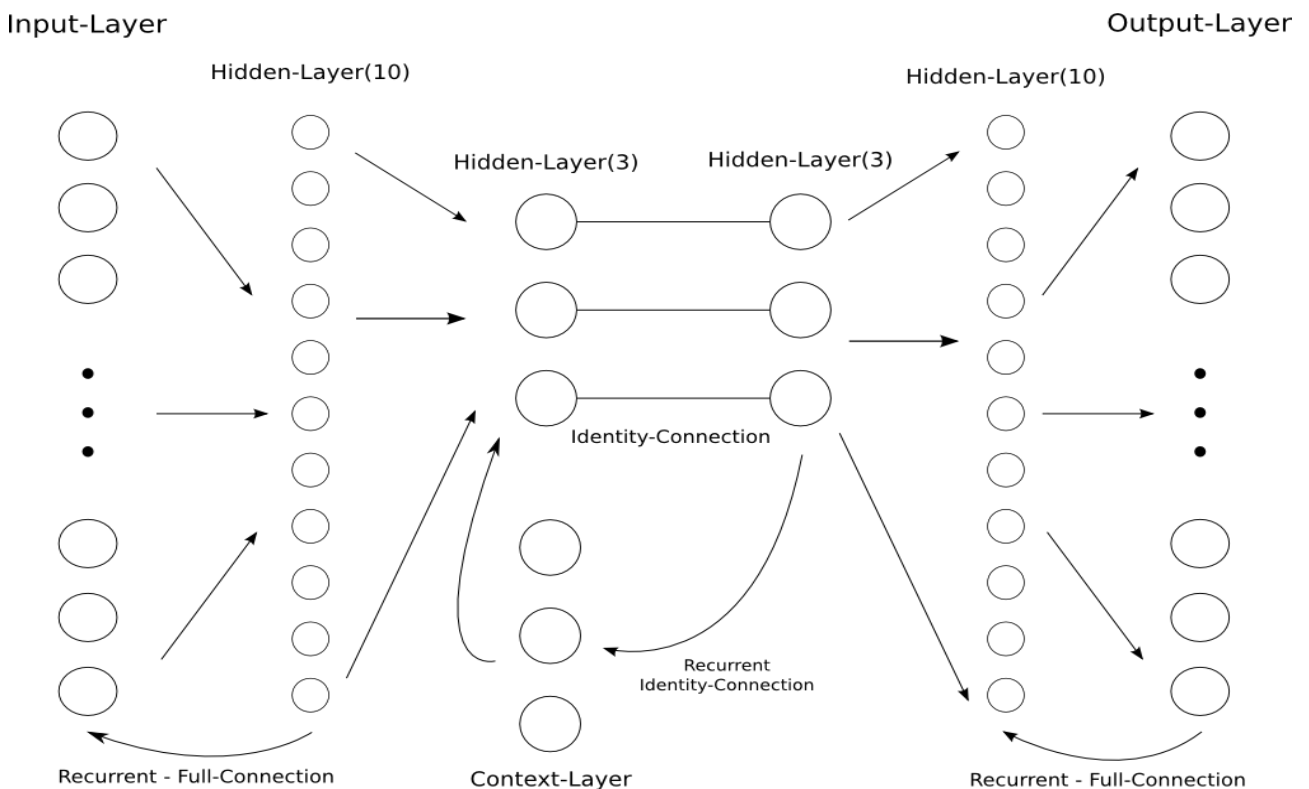 Input-Layer
Output-Layer
Hidden-Layer(10)
Hidden-Layer(10)
Hidden-Layer(3)
Hidden-Layer(3)
Identity-Connection
Recurrent
Identity-Connection
Recurrent - Full-Connection
Context-Layer
Recurrent - Full-Connection